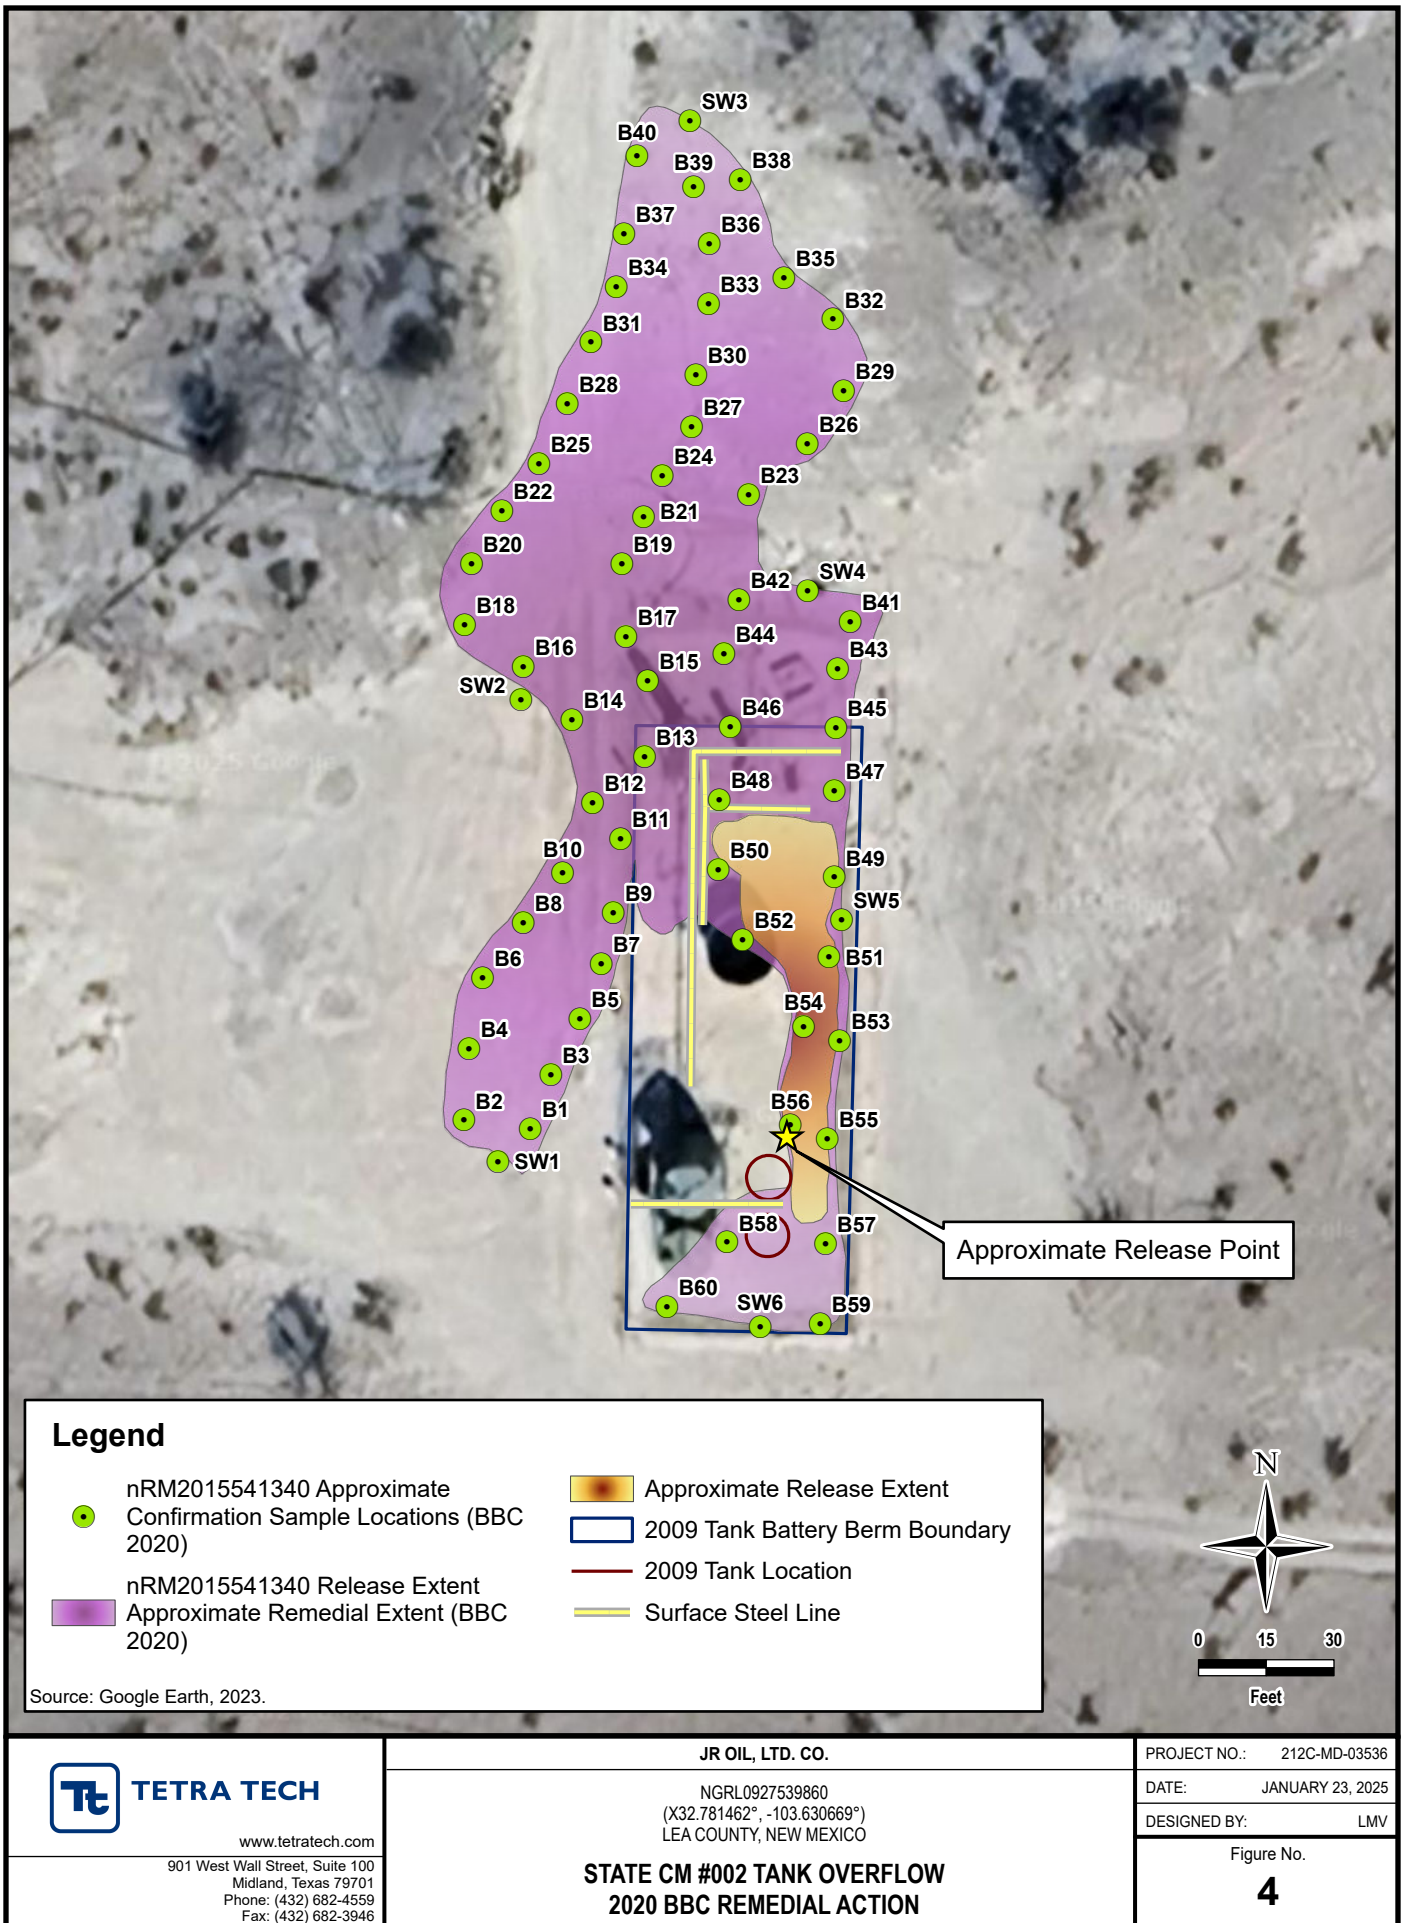 SW3
B40
B39
B38
B37
B36
B35
B34
B33
B32
B31
B30
B29
B28
B27
B26
B25
B24
B23
B22
B21
B20
B19
B42
SW4
B41
B18
B17
B44
B43
B16
B15
SW2
B14
B46
B45
B13
B12
B48
B47
B11
B10
B50
B49
B9
SW5
B8
B52
B7
B51
B6
B54
B53
B5
B4
B3
B56
B2
B1
B55
SW1
B58
B57
Approximate Release Point
B60
SW6
B59
Legend
nRM2015541340 Approximate
Confirmation Sample Locations (BBC
2020)
nRM2015541340 Release Extent
Approximate Remedial Extent (BBC
2020)
Approximate Release Extent
2009 Tank Battery Berm Boundary
2009 Tank Location
Surface Steel Line
Source: Google Earth, 2023.
N
0 15 30
Feet
Tt TETRA TECH
www.tetratech.com
901 West Wall Street, Suite 100
Midland, Texas 79701
Phone: (432) 682-4559
Fax: (432) 682-3946
JR OIL, LTD. CO.
NGRL0927539860
(X32.781462°, -103.630669°)
LEA COUNTY, NEW MEXICO
STATE CM #002 TANK OVERFLOW
2020 BBC REMEDIAL ACTION
PROJECT NO.: 212C-MD-03536
DATE: JANUARY 23, 2025
DESIGNED BY: LMV
Figure No.
4